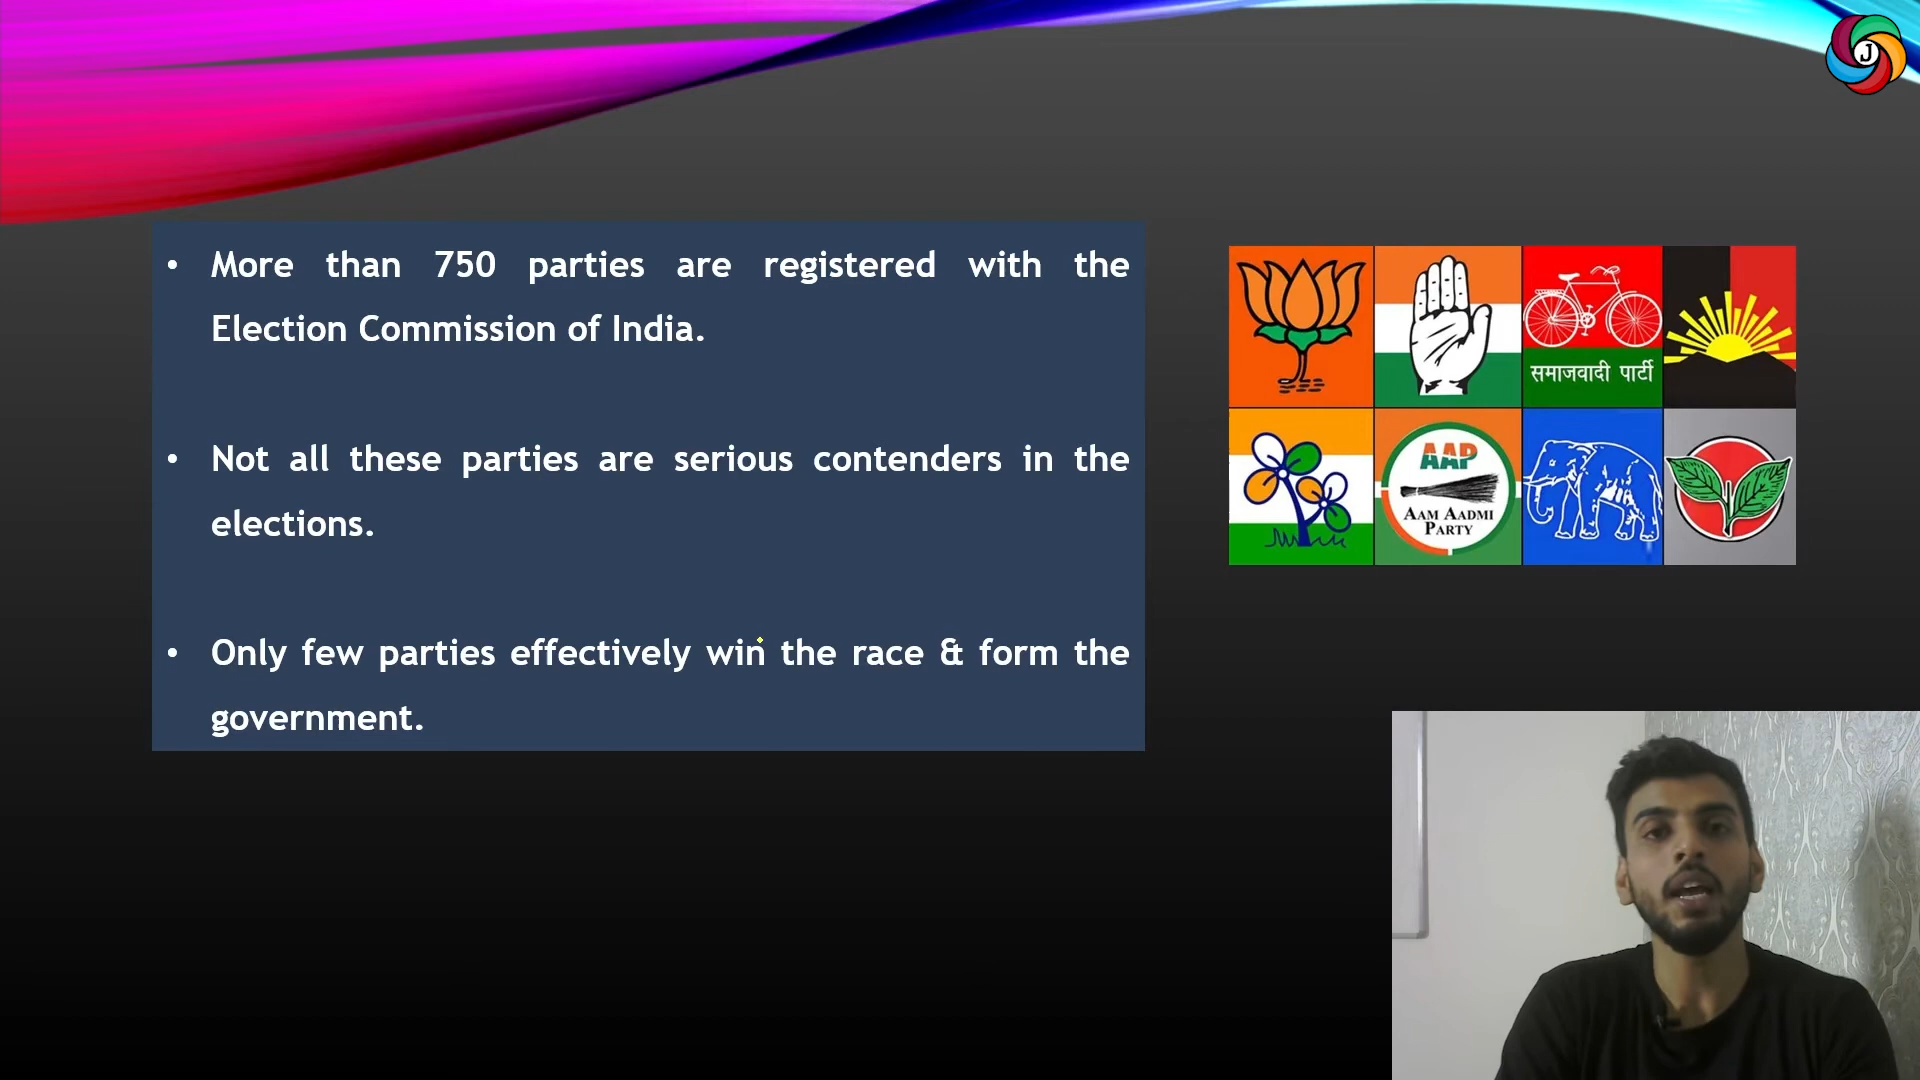 J
• More than 750 parties are registered with the
Election Commission of India.
• Not all these parties are serious contenders in the
elections.
• Only few parties effectively win the race & form the
government.
समाजवादी पार्टी
AAP
AAM AADMI
PARTY